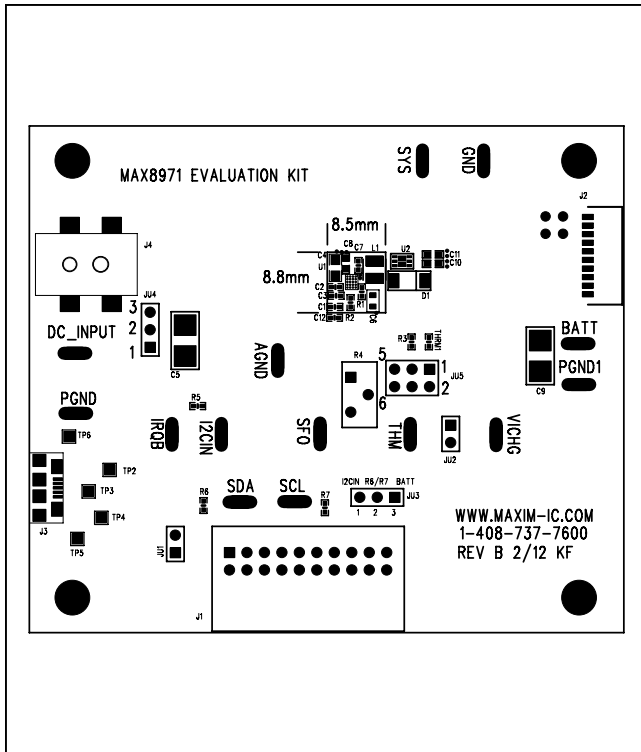 SYS
GND
MAX8971 EVALUATION KIT
J2
8.5mm
J4
C8
C7
L1
U2
C4
U1
C11
C10
8.8mm
JU4
C2
C3
R1
D1
C1
3
C12
R2
C6
2
DC_INPUT
1
BATT
C5
AGND
R3
THRM1
R4
5
1
JU5
2
PGND1
C9
PGND
R5
6
IRQB
I2CIN
SFO
THM
VICHG
TP6
JU2
TP2
TP3
SDA
SCL
I2CIN R6/R7 BATT
R6
R7
JU3
1 2 3
J3
TP4
TP5
JU1
WWW.MAXIM-IC.COM
1-408-737-7600
REV B 2/12 KF
J1